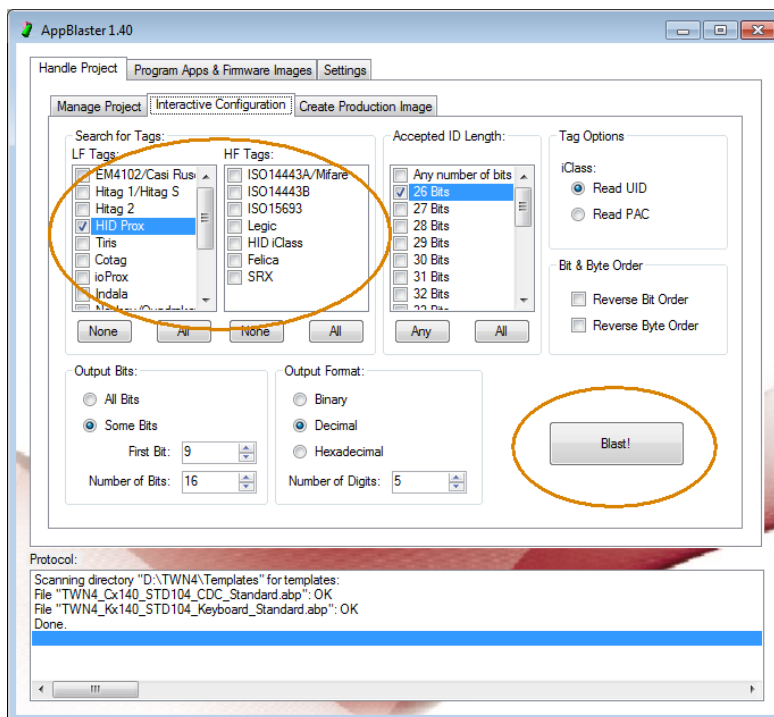 AppBlaster 1.40
Handle Project Program Apps & Firmware Images Settings
Manage Project Interactive Configuration Create Production Image
Search for Tags:
LF Tags:
EM4102/Casi Rusc
Hitag 1/Hitag S
Hitag 2
HID Prox
Tiris
Cotag
ioProx
Indala
None All
HF Tags:
ISO14443A/Mifare
ISO14443B
ISO15693
Legic
HID iClass
Felica
SRX
None All
Accepted ID Length:
Any number of bits
26 Bits
27 Bits
28 Bits
29 Bits
30 Bits
31 Bits
32 Bits
Any All
Tag Options
iClass:
Read UID
Read PAC
Bit & Byte Order
Reverse Bit Order
Reverse Byte Order
Output Bits:
All Bits
Some Bits
First Bit: 9
Number of Bits: 16
Output Format:
Binary
Decimal
Hexadecimal
Number of Digits: 5
Blast!
Protocol:
Scanning directory "D:\TWN4\Templates" for templates:
File "TWN4_Cx140_STD104_CDC_Standard.abp": OK
File "TWN4_Kx140_STD104_Keyboard_Standard.abp": OK
Done.